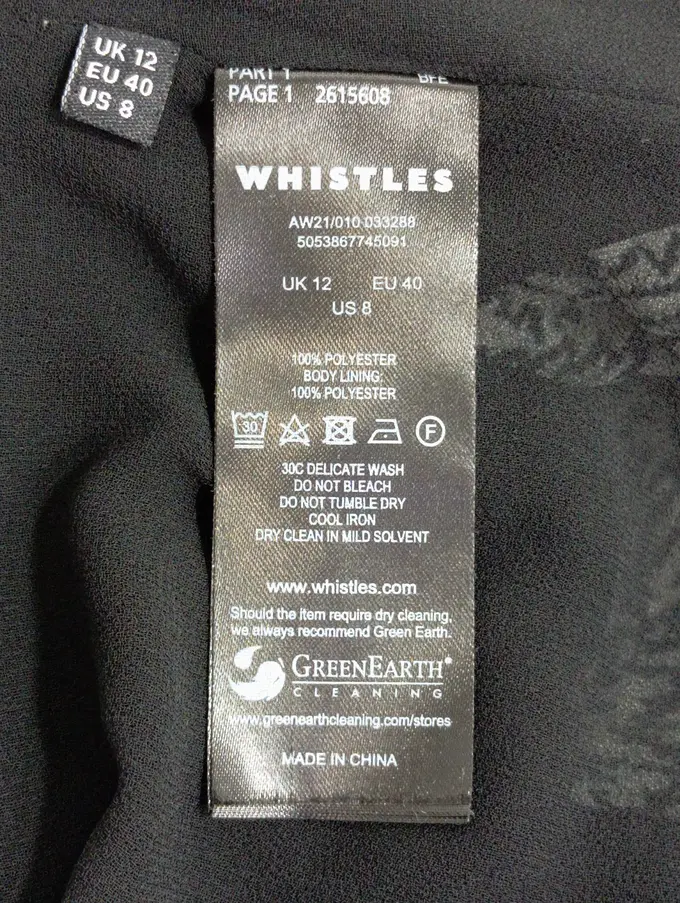 UK 12
EU 40
US 8
PART 1 BFE
PAGE 1 2615608
WHISTLES
AW21/010 033288
5053867745091
UK 12 EU 40
US 8
100% POLYESTER
BODY LINING:
100% POLYESTER
30
F
30C DELICATE WASH
DO NOT BLEACH
DO NOT TUMBLE DRY
COOL IRON
DRY CLEAN IN MILD SOLVENT
www.whistles.com
Should the item require dry cleaning,
we always recommend Green Earth.
GREENEARTH®
CLEANING
www.greenearthcleaning.com/stores
MADE IN CHINA